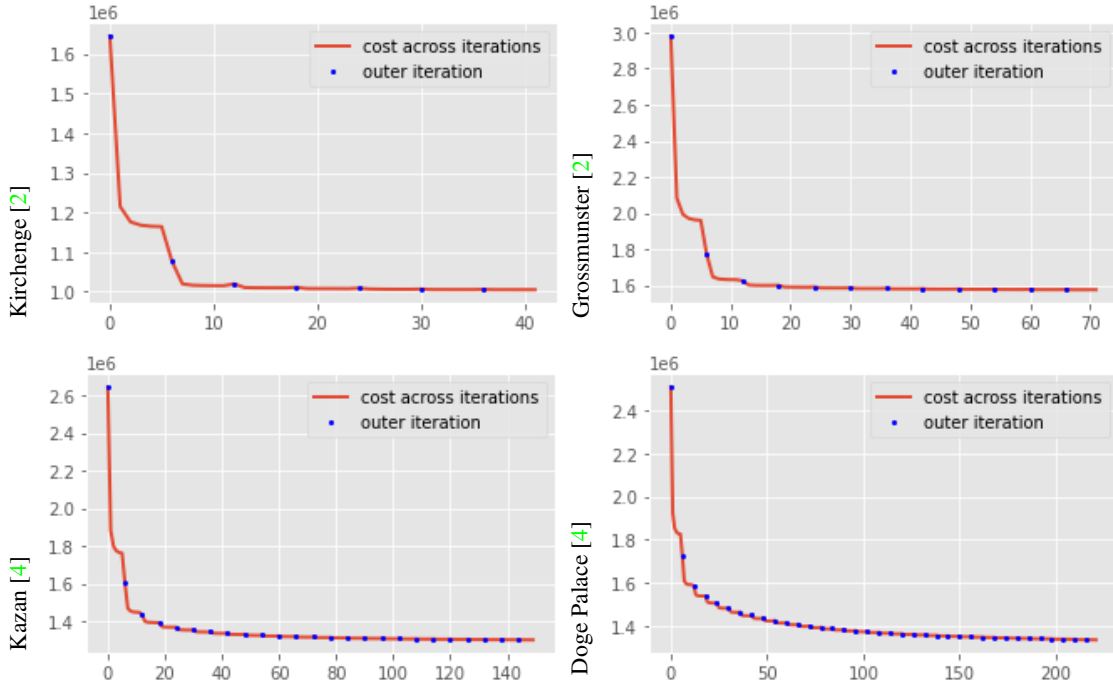 Kirchenge [2]
1e6
1.6
1.5
1.4
1.3
1.2
1.1
1.0
0 10 20 30 40
cost across iterations
outer iteration
Grossmunster [2]
1e6
3.0
2.8
2.6
2.4
2.2
2.0
1.8
1.6
0 10 20 30 40 50 60 70
cost across iterations
outer iteration
Kazan [4]
1e6
2.6
2.4
2.2
2.0
1.8
1.6
1.4
0 20 40 60 80 100 120 140
cost across iterations
outer iteration
Doge Palace [4]
1e6
2.4
2.2
2.0
1.8
1.6
1.4
0 50 100 150 200
cost across iterations
outer iteration